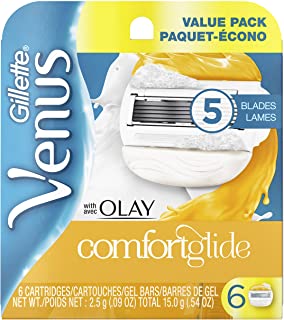 VALUE PACK
PAQUET-ÉCONO
Gillette
Venus
5 BLADES
LAMES
with
avec OLAY
comfortglide
6 CARTRIDGES/CARTOUCHES/GEL BARS/BARRES DE GEL
NET WT./POIDS NET : 2.5 g (.09 OZ) TOTAL 15.0 g (.54 OZ)
6